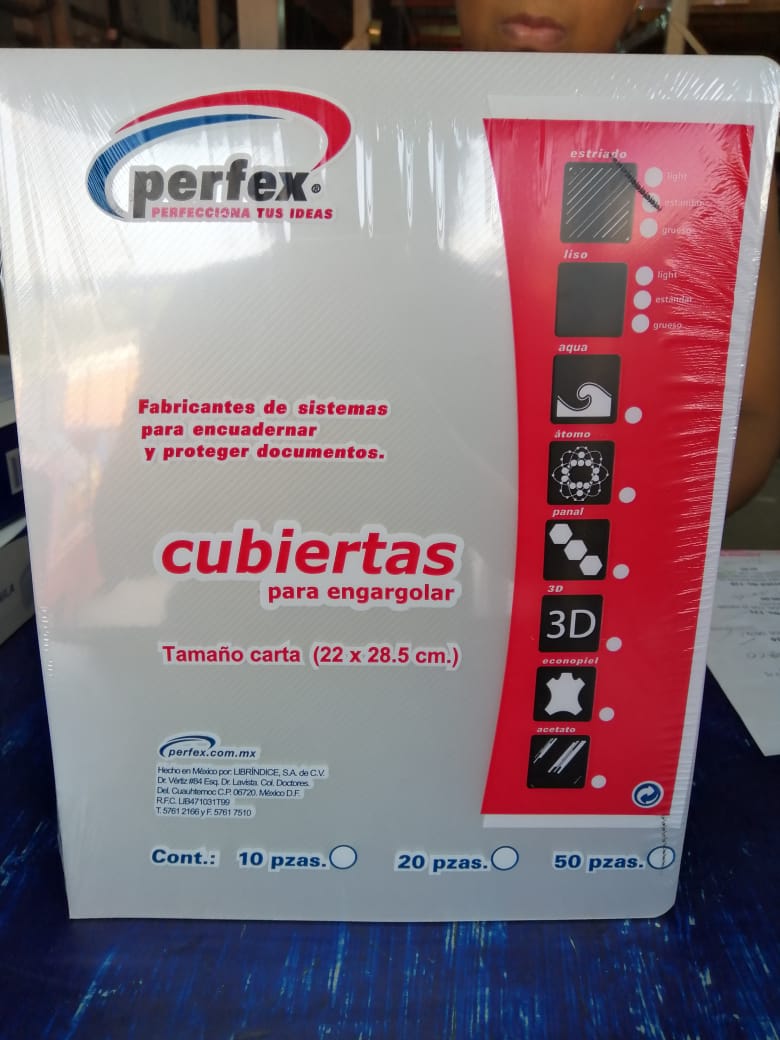 perfex®
PERFECCIONA TUS IDEAS
Fabricantes de sistemas
para encuadernar
y proteger documentos.
cubiertas
para engargolar
Tamaño carta (22 x 28.5 cm.)
perfex.com.mx
Hecho en México por: LIBRÍNDICE, S.A. de C.V.
Dr. Vértiz #84 Esq. Dr. Lavista. Col. Doctores.
Del. Cuauhtemoc C.P. 06720. México D.F.
R.F.C. LIB471031T99
T. 5761 2166 y F. 5761 7510
Cont.: 10 pzas. 20 pzas. 50 pzas.
estriado
light
estándar
grueso
liso
light
estándar
grueso
aqua
átomo
panal
3D
3D
econopiel
acetato